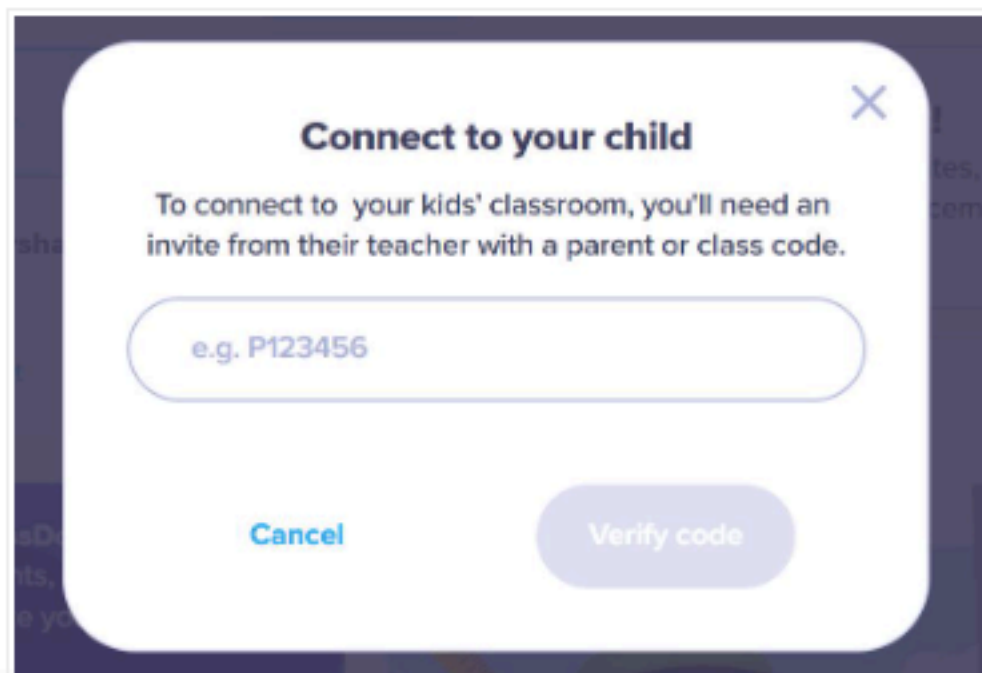 Connect to your child
To connect to  your kids' classroom, you'll need an
invite from their teacher with a parent or class code.
e.g. P123456
Cancel
Verify code